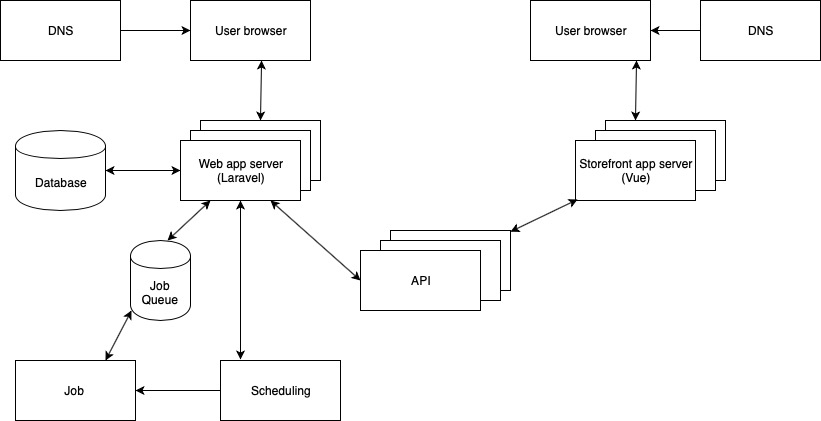 DNS
User browser
User browser
DNS
Web app server
(Laravel)
Storefront app server
(Vue)
Database
Job
Queue
API
Job
Scheduling